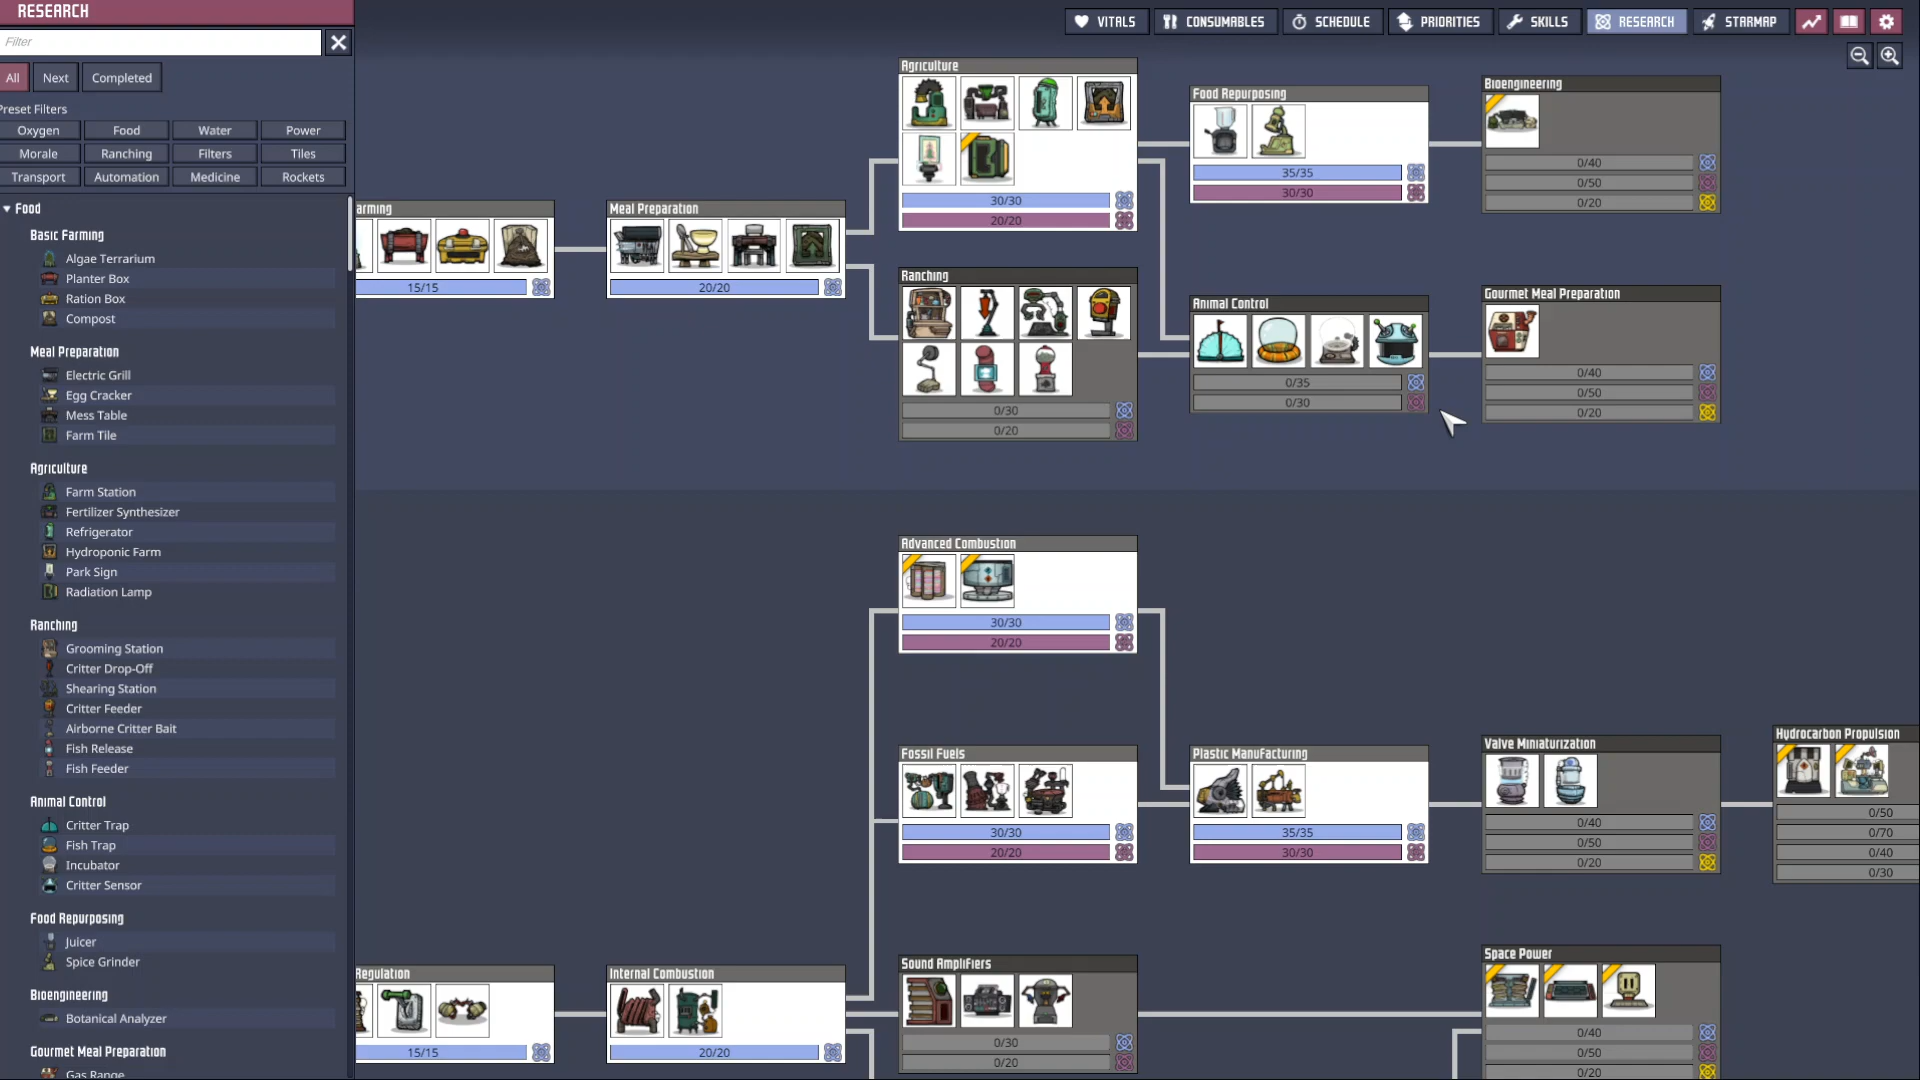 RESEARCH
VITALS
CONSUMABLES
SCHEDULE
PRIORITIES
SKILLS
RESEARCH
STARMAP
Filter
All
Next
Completed
Preset Filters
Oxygen
Food
Water
Power
Morale
Ranching
Filters
Tiles
Transport
Automation
Medicine
Rockets
Food
Basic Farming
Algae Terrarium
Planter Box
Ration Box
Compost
Meal Preparation
Electric Grill
Egg Cracker
Mess Table
Farm Tile
Agriculture
Farm Station
Fertilizer Synthesizer
Refrigerator
Hydroponic Farm
Park Sign
Radiation Lamp
Ranching
Grooming Station
Critter Drop-Off
Shearing Station
Critter Feeder
Airborne Critter Bait
Fish Release
Fish Feeder
Animal Control
Critter Trap
Fish Trap
Incubator
Critter Sensor
Food Repurposing
Juicer
Spice Grinder
Bioengineering
Botanical Analyzer
Gourmet Meal Preparation
Gas Range
arming
15/15
Meal Preparation
20/20
Agriculture
30/30
20/20
Food Repurposing
35/35
30/30
Bioengineering
0/40
0/50
0/20
Ranching
0/30
0/20
Animal Control
0/35
0/30
Gourmet Meal Preparation
0/40
0/50
0/20
Advanced Combustion
30/30
20/20
Fossil Fuels
30/30
20/20
Plastic Manufacturing
35/35
30/30
Valve Miniaturization
0/40
0/50
0/20
Hydrocarbon Propulsion
0/50
0/70
0/40
0/30
Regulation
15/15
Internal Combustion
20/20
Sound Amplifiers
0/30
0/20
Space Power
0/40
0/50
0/20